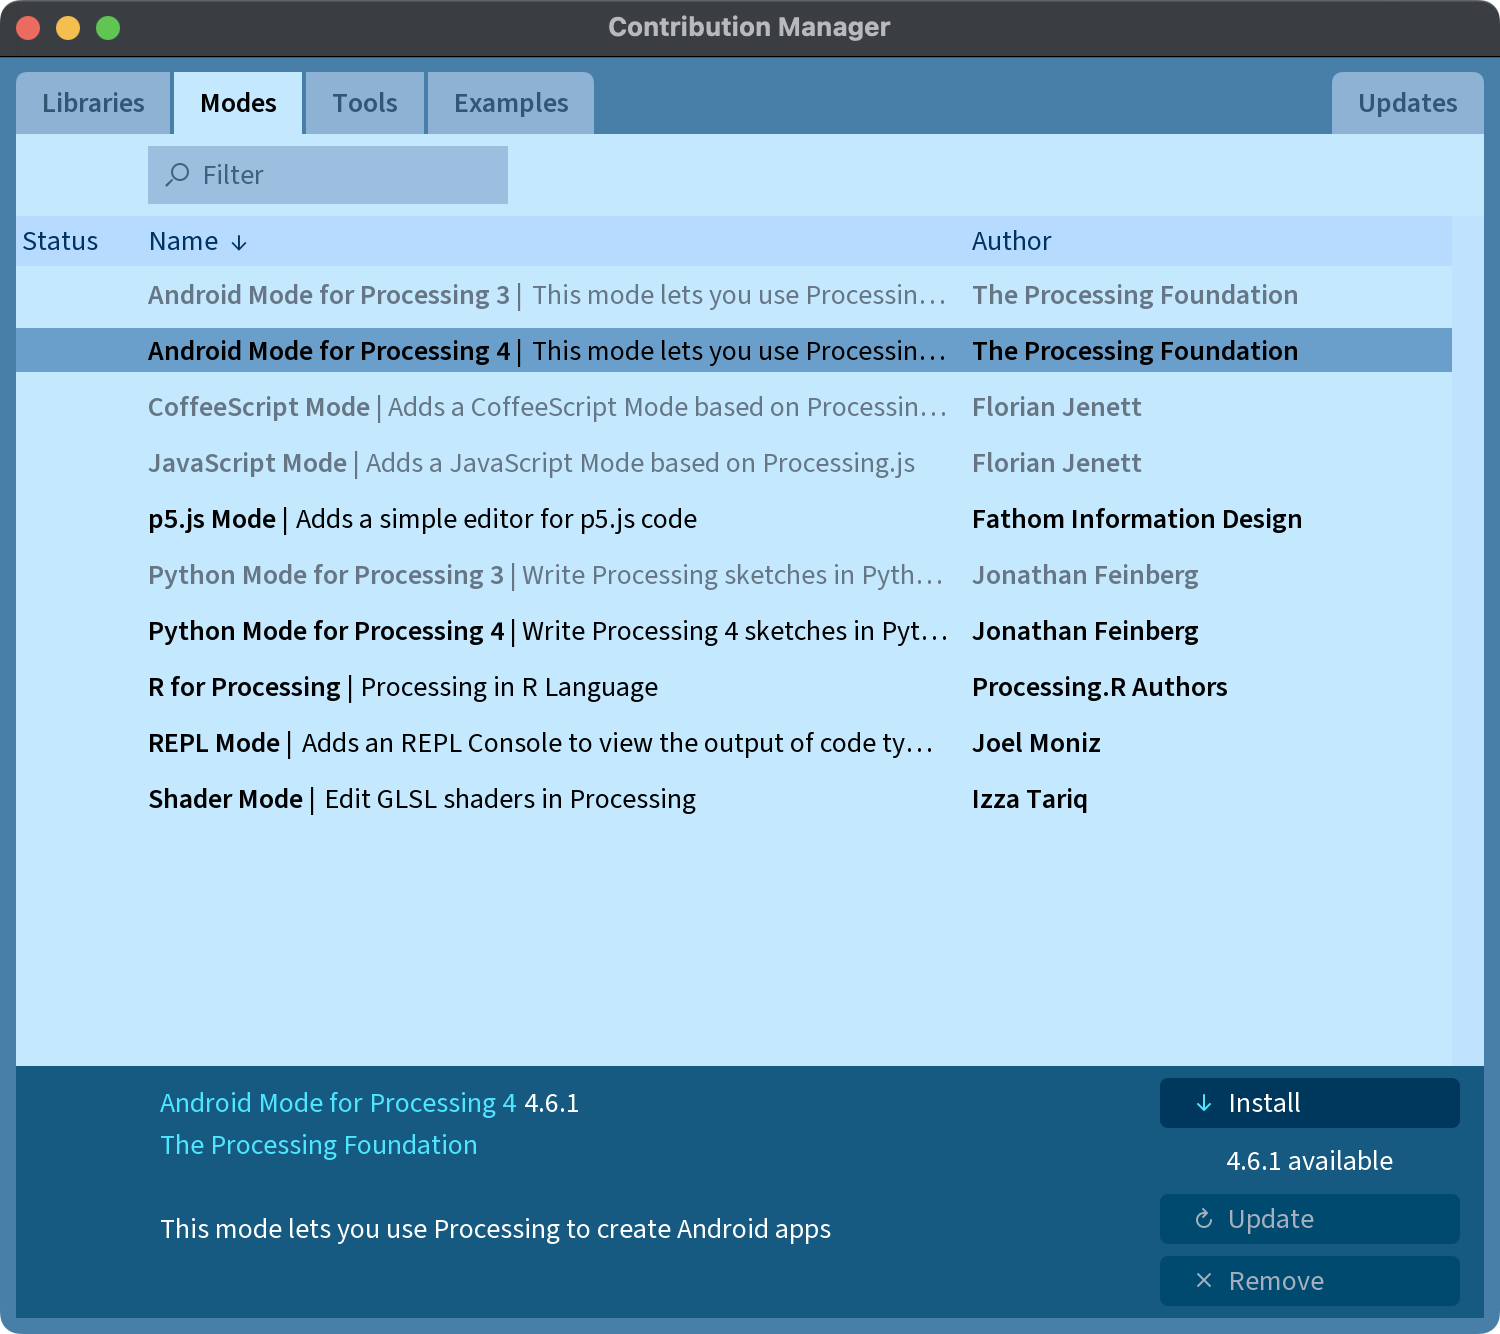 Contribution Manager
Libraries Modes Tools Examples Updates
Filter
Status Name ↓ Author
Android Mode for Processing 3 | This mode lets you use Processin… The Processing Foundation
Android Mode for Processing 4 | This mode lets you use Processin… The Processing Foundation
CoffeeScript Mode | Adds a CoffeeScript Mode based on Processin… Florian Jenett
JavaScript Mode | Adds a JavaScript Mode based on Processing.js Florian Jenett
p5.js Mode | Adds a simple editor for p5.js code Fathom Information Design
Python Mode for Processing 3 | Write Processing sketches in Pyth… Jonathan Feinberg
Python Mode for Processing 4 | Write Processing 4 sketches in Pyt… Jonathan Feinberg
R for Processing | Processing in R Language Processing.R Authors
REPL Mode | Adds an REPL Console to view the output of code ty… Joel Moniz
Shader Mode | Edit GLSL shaders in Processing Izza Tariq
Android Mode for Processing 4 4.6.1
The Processing Foundation
This mode lets you use Processing to create Android apps
↓ Install
4.6.1 available
Update
Remove